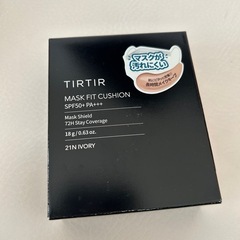 マスクが
汚れにくい
TIRTIR
MASK FIT CUSHION
SPF50+ PA+++
Mask Shield
72H Stay Coverage
18 g / 0.63 oz.
21N IVORY